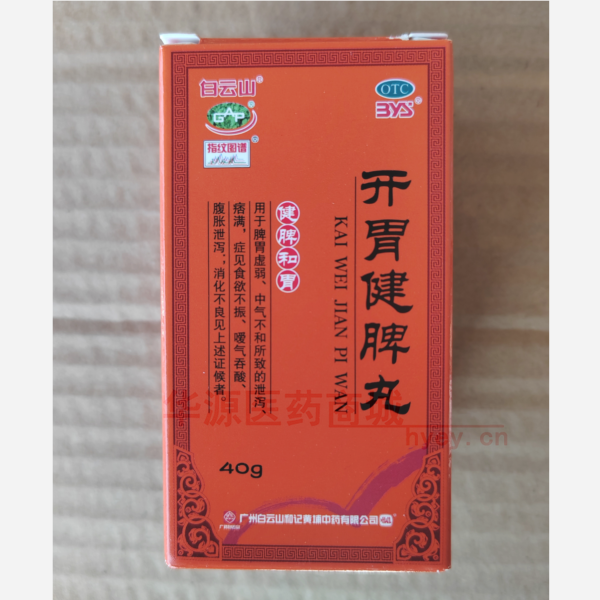 白云山®
GAP
指纹图谱
OTC
BYS®
开胃健脾丸
KAI WEI JIAN PI WAN
健脾和胃
用于脾胃虚弱、中气不和所致的泄泻、
痞满，症见食欲不振、嗳气吞酸、
腹胀泄泻；消化不良见上述证候者。
华源医药商城
hyey.cn
40g
广州白云山和记黄埔中药有限公司